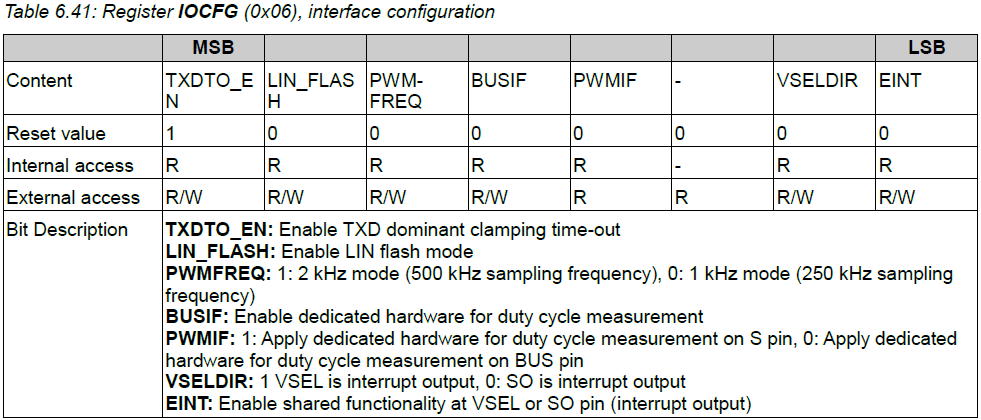 Table 6.41: Register IOCFG (0x06), interface configuration
MSB LSB
Content TXDTO_E LIN_FLAS PWM- BUSIF PWMIF - VSELDIR EINT
N H FREQ
Reset value 1 0 0 0 0 0 0 0
Internal access R R R R R - R R
External access R/W R/W R/W R/W R R R/W R/W
Bit Description TXDTO_EN: Enable TXD dominant clamping time-out
LIN_FLASH: Enable LIN flash mode
PWMFREQ: 1: 2 kHz mode (500 kHz sampling frequency), 0: 1 kHz mode (250 kHz sampling
frequency)
BUSIF: Enable dedicated hardware for duty cycle measurement
PWMIF: 1: Apply dedicated hardware for duty cycle measurement on S pin, 0: Apply dedicated
hardware for duty cycle measurement on BUS pin
VSELDIR: 1 VSEL is interrupt output, 0: SO is interrupt output
EINT: Enable shared functionality at VSEL or SO pin (interrupt output)